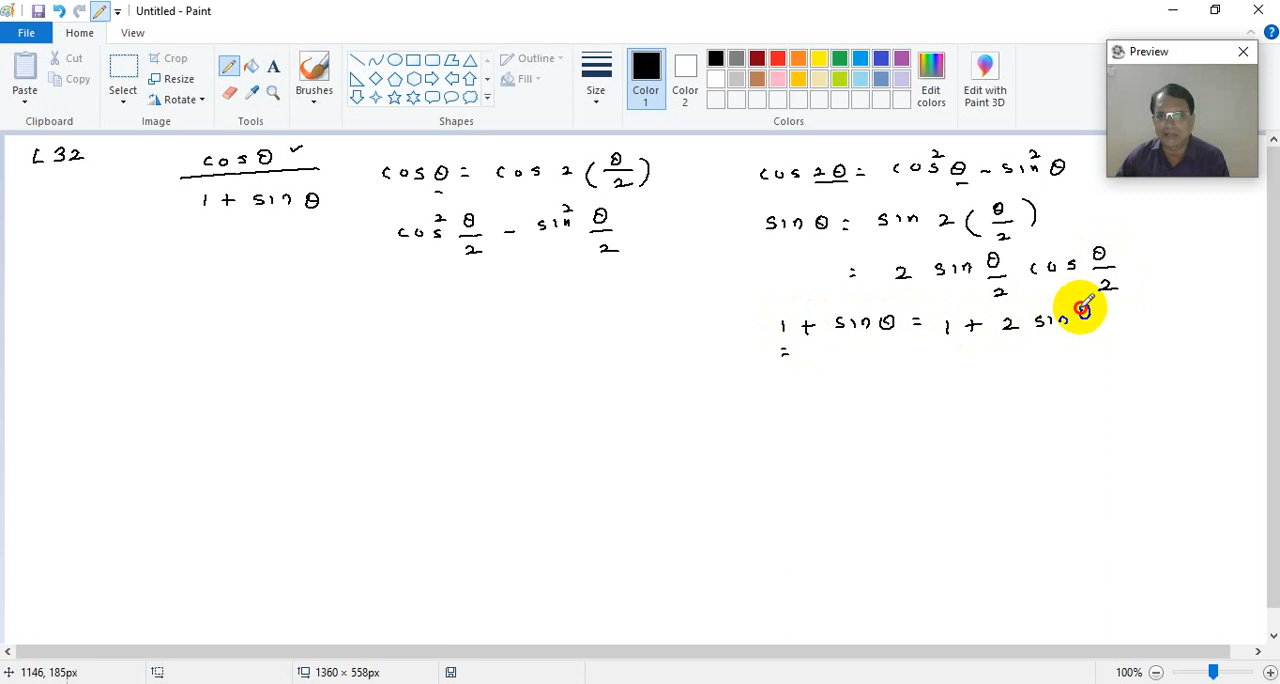 Untitled - Paint
File Home View
Paste Cut Copy
Select Crop Resize Rotate
Brushes
Outline Fill
Size
Color 1
Color 2
Edit colors
Edit with Paint 3D
Clipboard Image Tools Shapes Colors
Preview
L 32
cos θ ✓
1 + sin θ
cos θ = cos 2 (θ/2)
cos² θ/2 - sin² θ/2
cos 2θ = cos² θ - sin² θ
sin θ = sin 2 (θ/2)
= 2 sin θ/2 cos θ/2
1 + sin θ = 1 + 2 sin
=
1146, 185px
1360 × 558px
100%